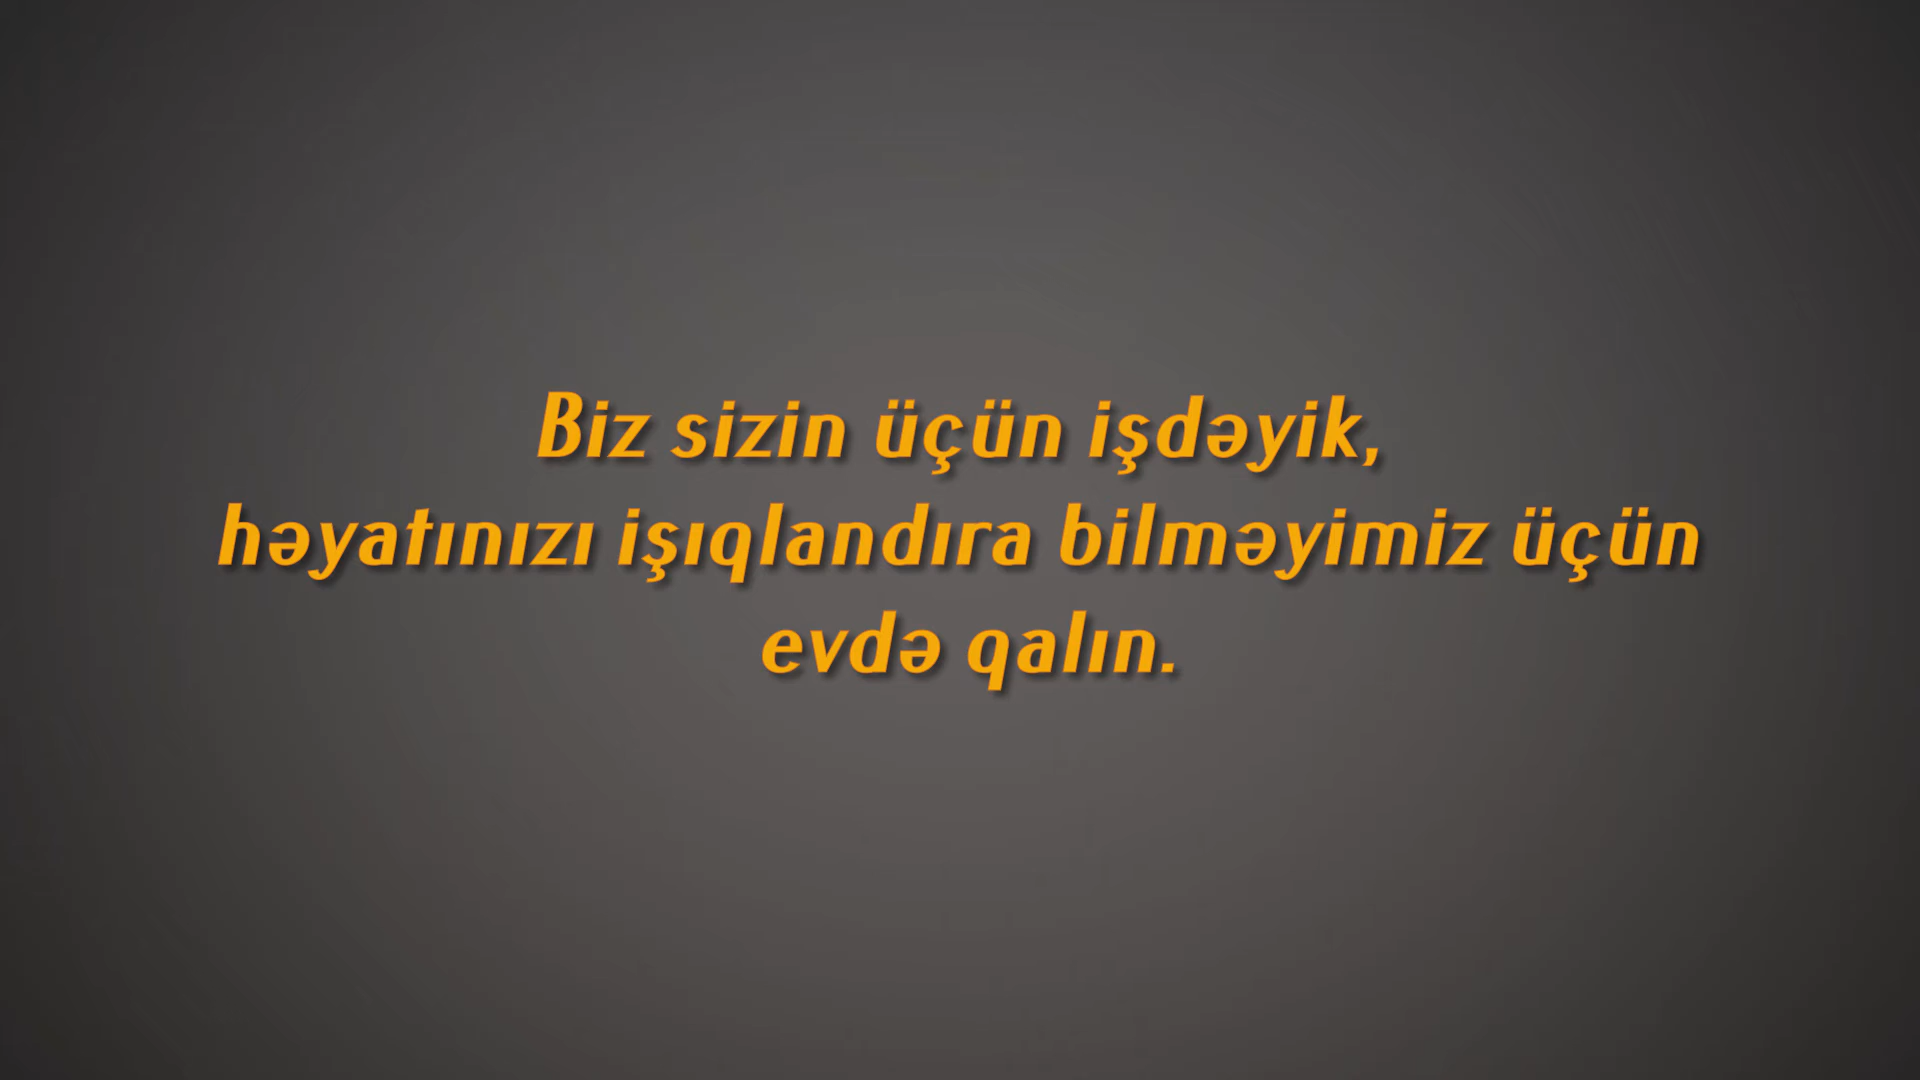 Biz sizin üçün işdəyik,
həyatınızı işıqlandıra bilməyimiz üçün
evdə qalın.